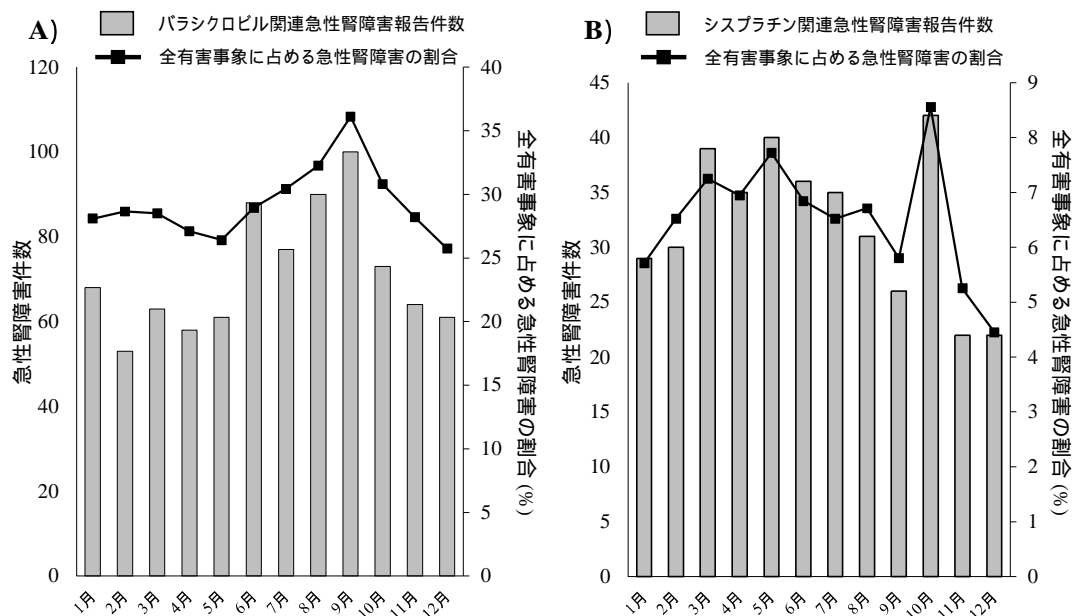 A)
バラシクロビル関連急性腎障害報告件数
全有害事象に占める急性腎障害の割合
急性腎障害件数
120
100
80
60
40
20
0
40
35
30
25
20
15
10
5
0
全有害事象に占める急性腎障害の割合 (%)
1月
2月
3月
4月
5月
6月
7月
8月
9月
10月
11月
12月
B)
シスプラチン関連急性腎障害報告件数
全有害事象に占める急性腎障害の割合
急性腎障害件数
45
40
35
30
25
20
15
10
5
0
9
8
7
6
5
4
3
2
1
0
全有害事象に占める急性腎障害の割合 (%)
1月
2月
3月
4月
5月
6月
7月
8月
9月
10月
11月
12月